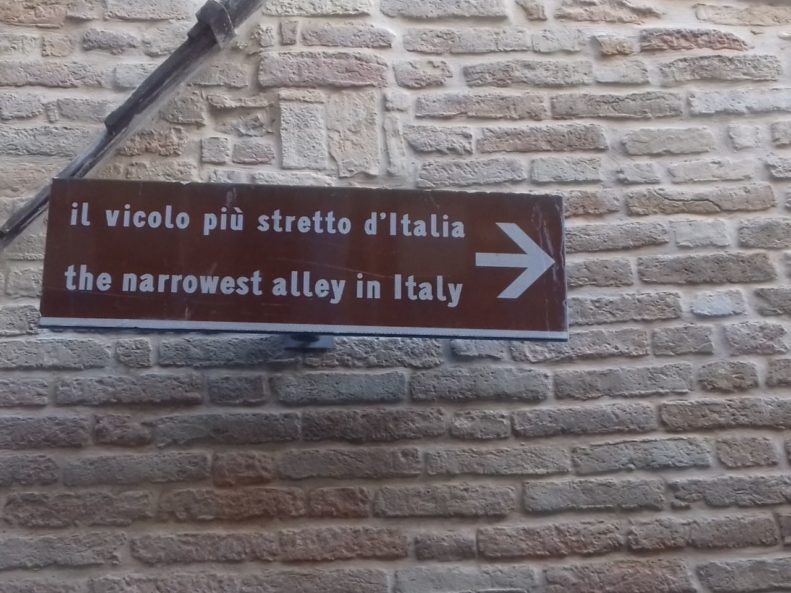 il vicolo più stretto d'Italia
the narrowest alley in Italy